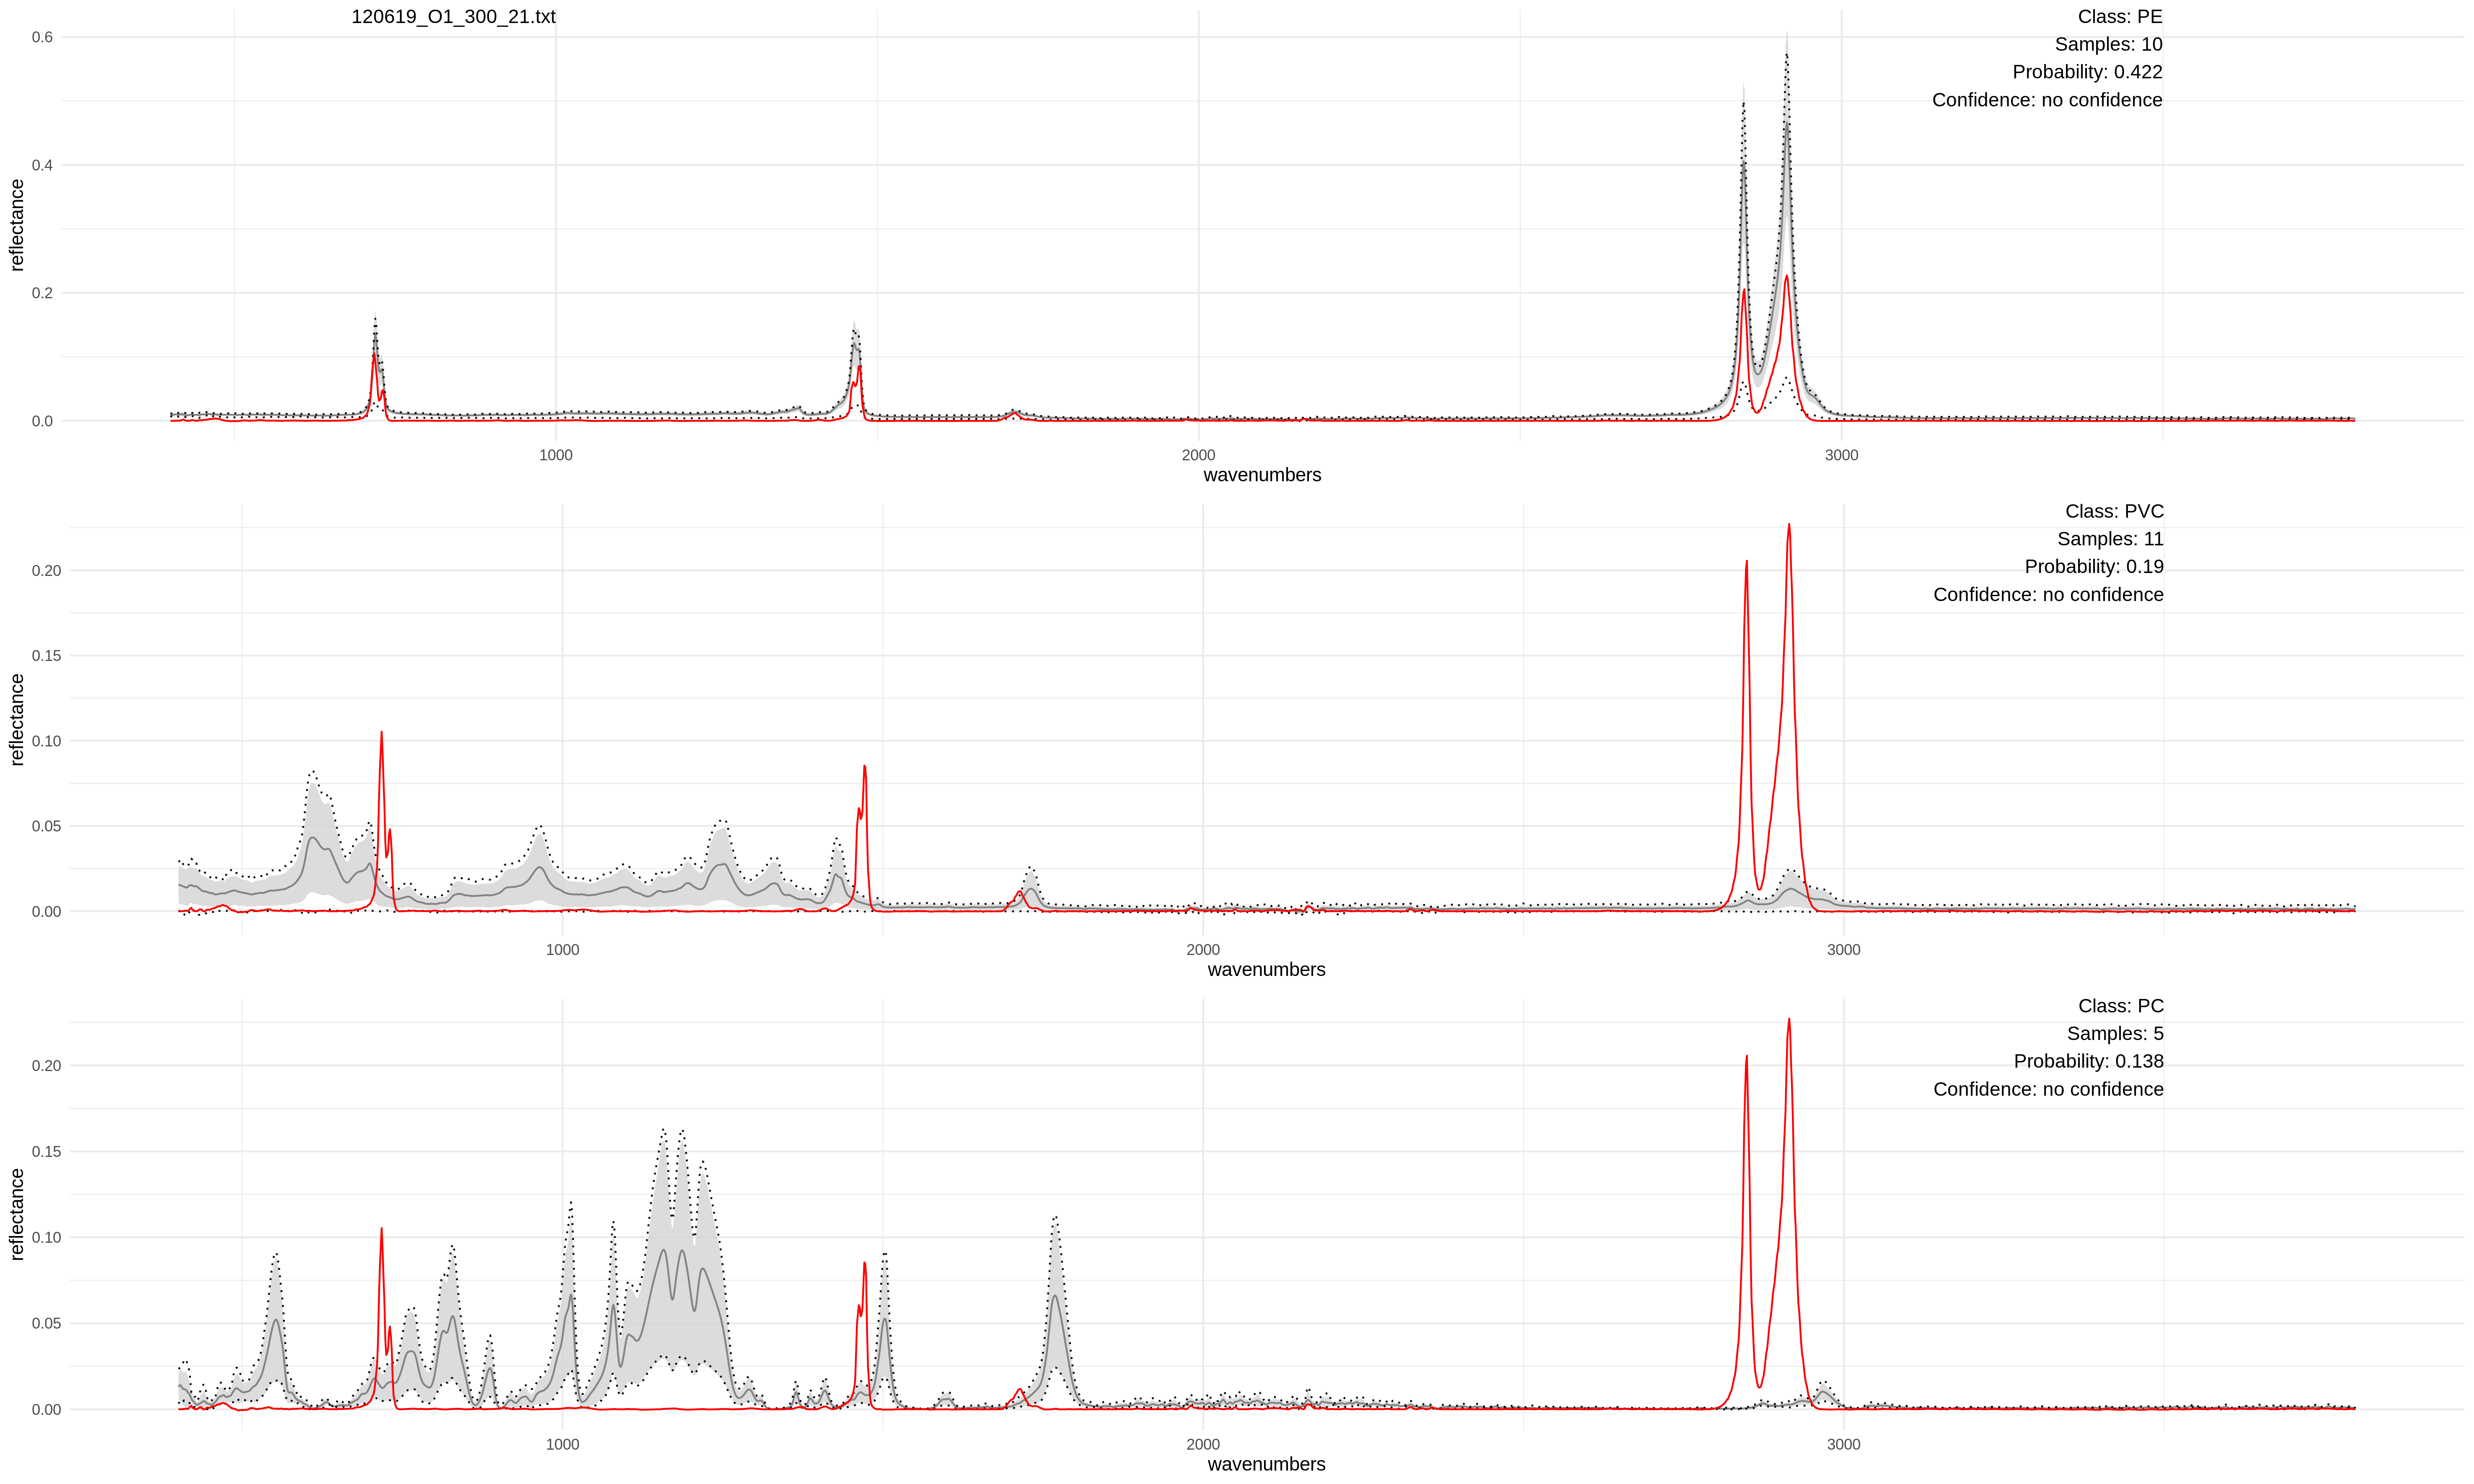 120619_O1_300_21.txt
Class: PE
Samples: 10
Probability: 0.422
Confidence: no confidence
0.6
0.4
0.2
0.0
reflectance
1000 2000 3000
wavenumbers
Class: PVC
Samples: 11
Probability: 0.19
Confidence: no confidence
0.20
0.15
0.10
0.05
0.00
reflectance
1000 2000 3000
wavenumbers
Class: PC
Samples: 5
Probability: 0.138
Confidence: no confidence
0.20
0.15
0.10
0.05
0.00
reflectance
1000 2000 3000
wavenumbers